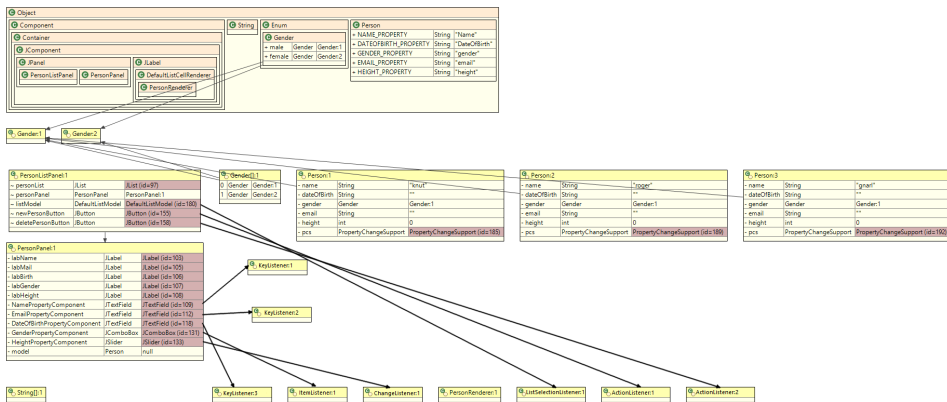 Object
Component
Container
JComponent
JPanel
PersonListPanel
PersonPanel
JLabel
DefaultListCellRenderer
PersonRenderer
String
Enum
Gender
+ male Gender Gender:1
+ female Gender Gender:2
Person
+ NAME_PROPERTY String "Name"
+ DATEOFBIRTH_PROPERTY String "DateOfBirth"
+ GENDER_PROPERTY String "gender"
+ EMAIL_PROPERTY String "email"
+ HEIGHT_PROPERTY String "height"
Gender:1
Gender:2
PersonListPanel:1
~ personList JList JList (id=97)
~ personPanel PersonPanel PersonPanel:1
~ listModel DefaultListModel DefaultListModel (id=180)
~ newPersonButton JButton JButton (id=155)
~ deletePersonButton JButton JButton (id=158)
Gender[]:1
0 Gender Gender:1
1 Gender Gender:2
Person:1
- name String "knut"
- dateOfBirth String ""
- gender Gender Gender:1
- email String ""
- height int 0
- pcs PropertyChangeSupport PropertyChangeSupport (id=185)
Person:2
- name String "roger"
- dateOfBirth String ""
- gender Gender Gender:1
- email String ""
- height int 0
- pcs PropertyChangeSupport PropertyChangeSupport (id=189)
Person:3
- name String "gnarl"
- dateOfBirth String ""
- gender Gender Gender:1
- email String ""
- height int 0
- pcs PropertyChangeSupport PropertyChangeSupport (id=192)
PersonPanel:1
- labName JLabel JLabel (id=103)
- labMail JLabel JLabel (id=105)
- labBirth JLabel JLabel (id=106)
- labGender JLabel JLabel (id=107)
- labHeight JLabel JLabel (id=108)
- NamePropertyComponent JTextField JTextField (id=109)
- EmailPropertyComponent JTextField JTextField (id=112)
- DateOfBirthPropertyComponent JTextField JTextField (id=118)
- GenderPropertyComponent JComboBox JComboBox (id=131)
- HeightPropertyComponent JSlider JSlider (id=133)
- model Person null
KeyListener:1
KeyListener:2
String[]:1
KeyListener:3
ItemListener:1
ChangeListener:1
PersonRenderer:1
ListSelectionListener:1
ActionListener:1
ActionListener:2